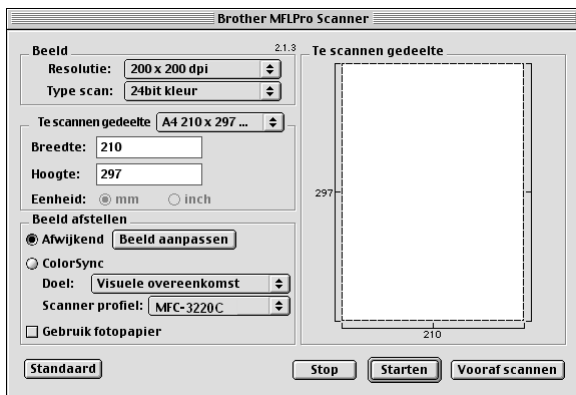 Brother MFLPro Scanner
Beeld
2.1.3
Resolutie: 200 x 200 dpi
Type scan: 24bit kleur
Te scannen gedeelte A4 210 x 297 ...
Breedte: 210
Hoogte: 297
Eenheid: mm inch
Beeld afstellen
Afwijkend Beeld aanpassen
ColorSync
Doel: Visuele overeenkomst
Scanner profiel: MFC-3220C
Gebruik fotopapier
Te scannen gedeelte
297
210
Standaard Stop Starten Vooraf scannen